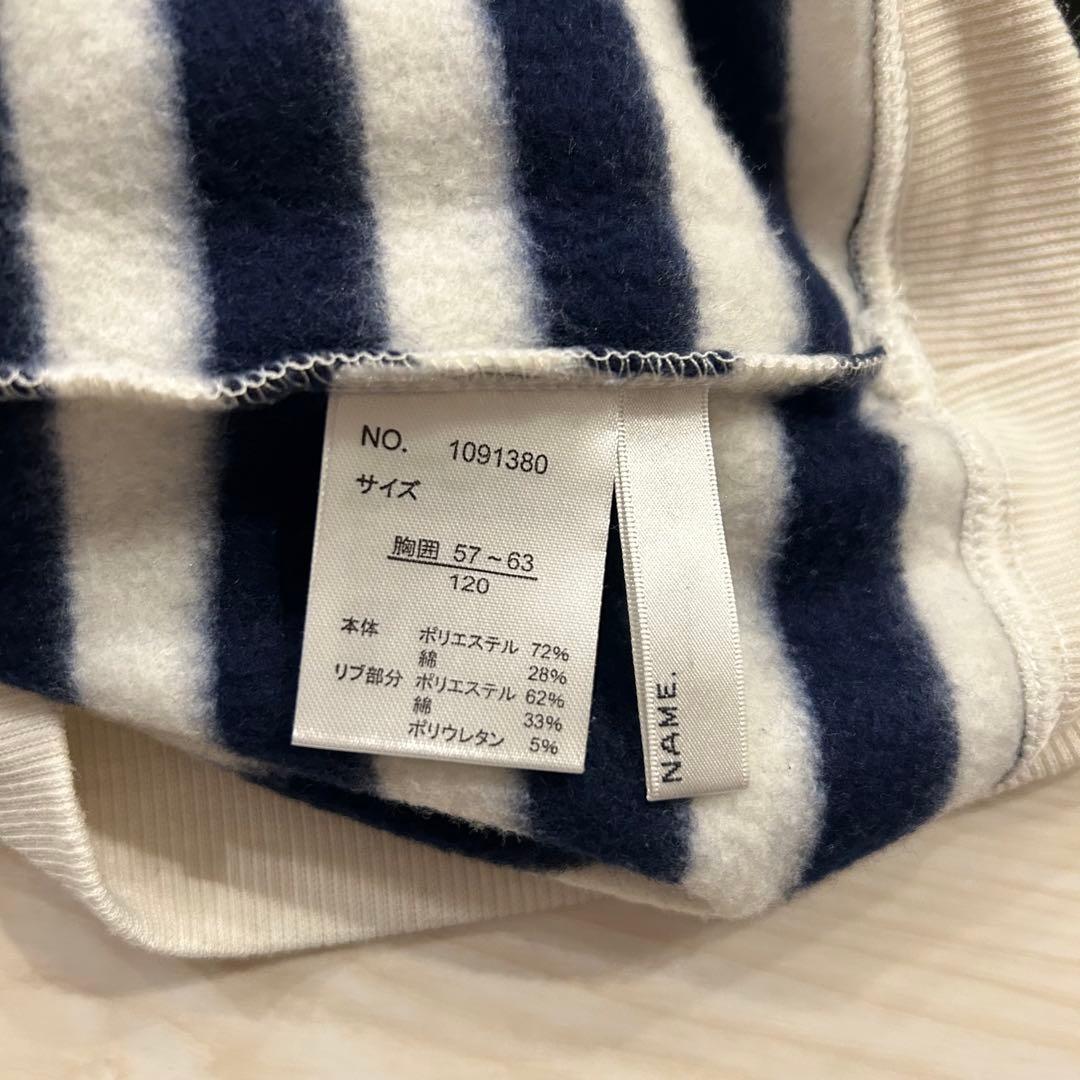 NO. 1091380
サイズ
胸囲 57~63
120
本体 ポリエステル 72%
綿 28%
リブ部分 ポリエステル 62%
綿 33%
ポリウレタン 5%
NAME.